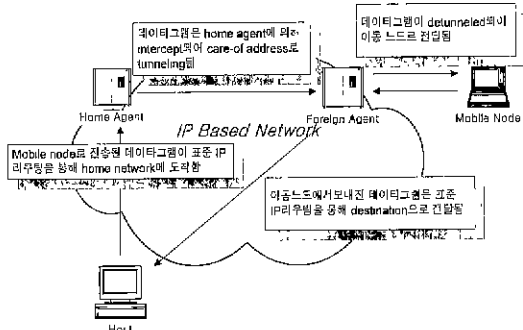 데이타그램은 home agent에 의해
intercept되어 care-of address로
tunneling됨
데이타그램이 detunneled되어
이동 노드로 전달됨
Home Agent
Foreign Agent
Mobile Node
IP Based Network
Mobile node로 전송된 데이타그램이 표준 IP
라우팅을 통해 home network에 도착함
이동노드에서보내진 데이타그램은 표준
IP라우팅을 통해 destination으로 전달됨
Host